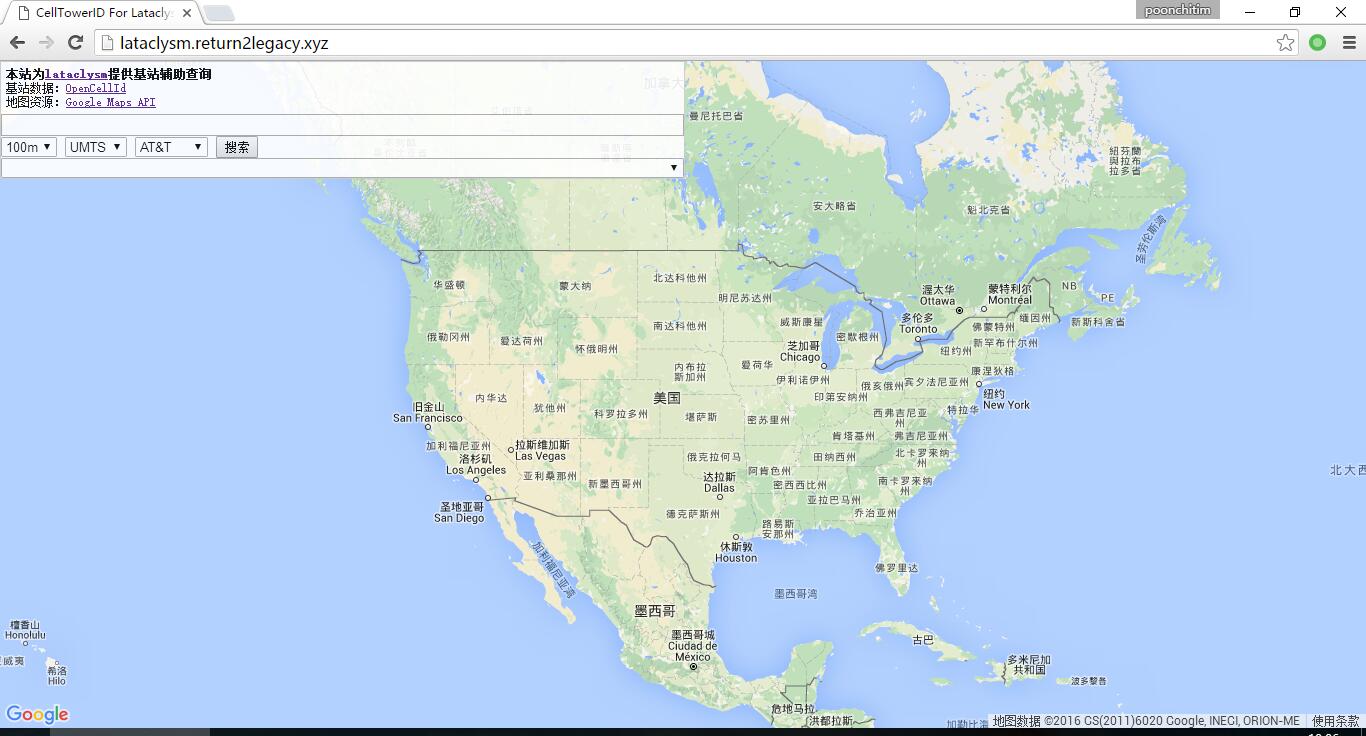 CellTowerID For Lataclys
poonchitim
lataclysm.return2legacy.xyz
本站为lataclysm提供基站辅助查询
基站数据：OpenCellId
地图资源：Google Maps API
100m UMTS AT&T 搜索
加拿大
曼尼托巴省
安大略省
魁北克省
紐芬蘭
與拉布
拉多省
圣劳伦斯湾
华盛顿
蒙大纳
北达科他州
明尼苏达州
渥太华
Ottawa
蒙特利尔
Montréal
NB
PE
新斯科舍省
俄勒冈州
爱达荷州
怀俄明州
南达科他州
威斯康星
密歇根州
多伦多
Toronto
佛蒙特州
缅因州
新罕布什尔州
纽约州
芝加哥
Chicago
内布拉
斯加州
爱荷华
伊利诺伊州
印第安纳州
俄亥俄州
宾夕法尼亚州
康涅狄格
纽约
New York
内华达
犹他州
科罗拉多州
美国
堪萨斯
密苏里州
西弗吉尼亚
州
特拉华
旧金山
San Francisco
加利福尼亚州
拉斯维加斯
Las Vegas
肯塔基州
弗吉尼亚州
洛杉矶
Los Angeles
亚利桑那州
新墨西哥州
俄克拉何马
阿肯色州
田纳西州
北卡罗来纳
州
达拉斯
Dallas
密西西比州
南卡罗来纳
州
圣地亚哥
San Diego
德克萨斯州
亚拉巴马州
乔治亚州
路易斯
安那州
休斯敦
Houston
佛罗里达
北大西
加利福尼亚湾
墨西哥湾
墨西哥
墨西哥城
Ciudad de
México
古巴
多米尼加
共和国
波多黎各
檀香山
Honolulu
威夷
希洛
Hilo
危地马拉
洪都拉斯
加勒比海
Google
地图数据 ©2016 GS(2011)6020 Google, INEGI, ORION-ME
使用条款